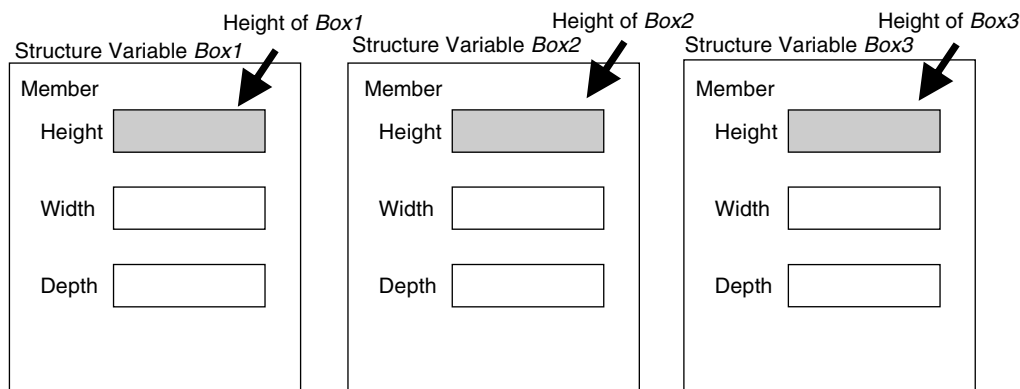 Height of Box1
Structure Variable Box1
Member
Height
Width
Depth
Height of Box2
Structure Variable Box2
Member
Height
Width
Depth
Height of Box3
Structure Variable Box3
Member
Height
Width
Depth